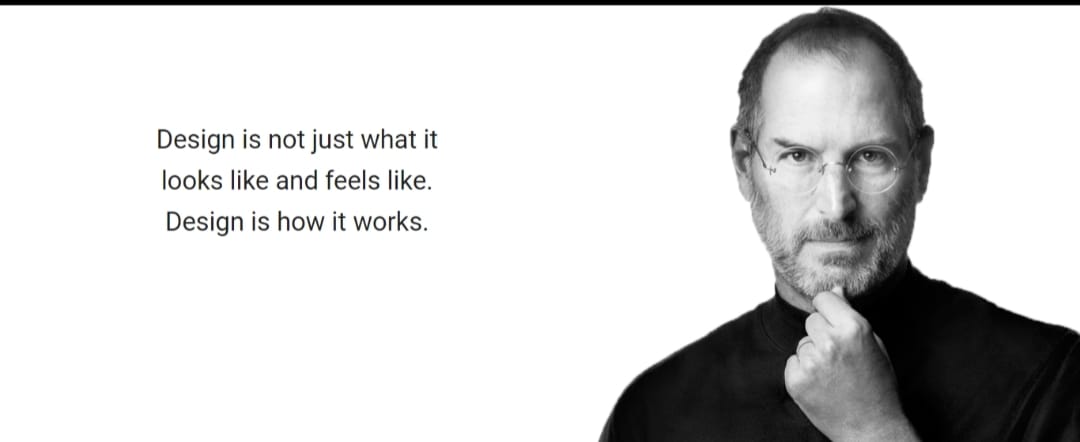 Design is not just what it
looks like and feels like.
Design is how it works.